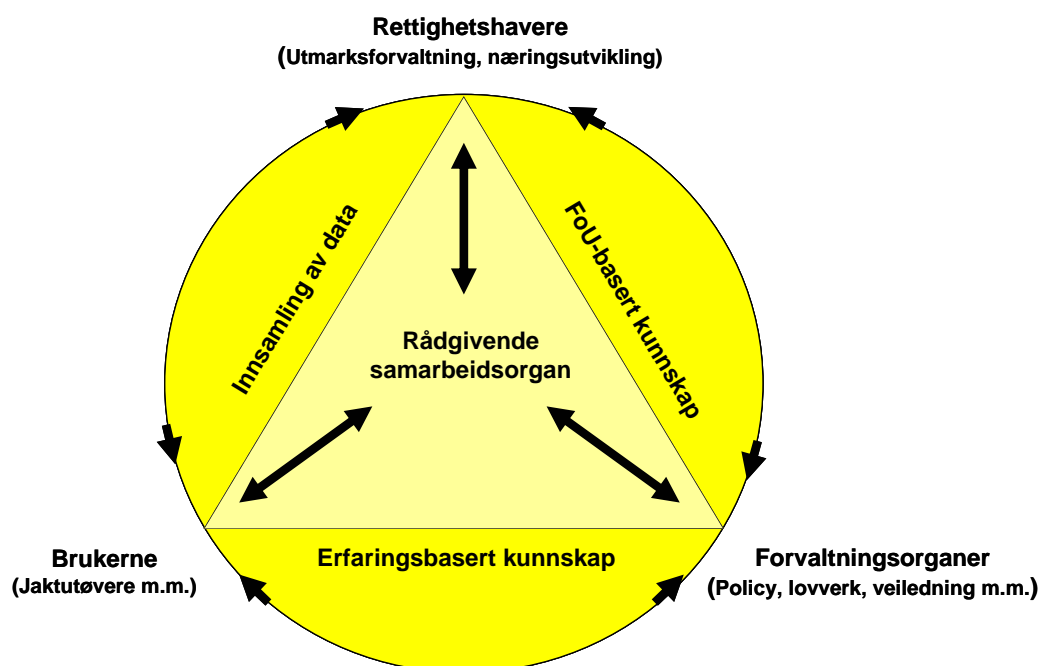 Rettighetshavere
(Utmarksforvaltning, næringsutvikling)
Innsamling av data
FoU-basert kunnskap
Rådgivende
samarbeidsorgan
Brukerne
(Jaktutøvere m.m.)
Erfaringsbasert kunnskap
Forvaltningsorganer
(Policy, lovverk, veiledning m.m.)